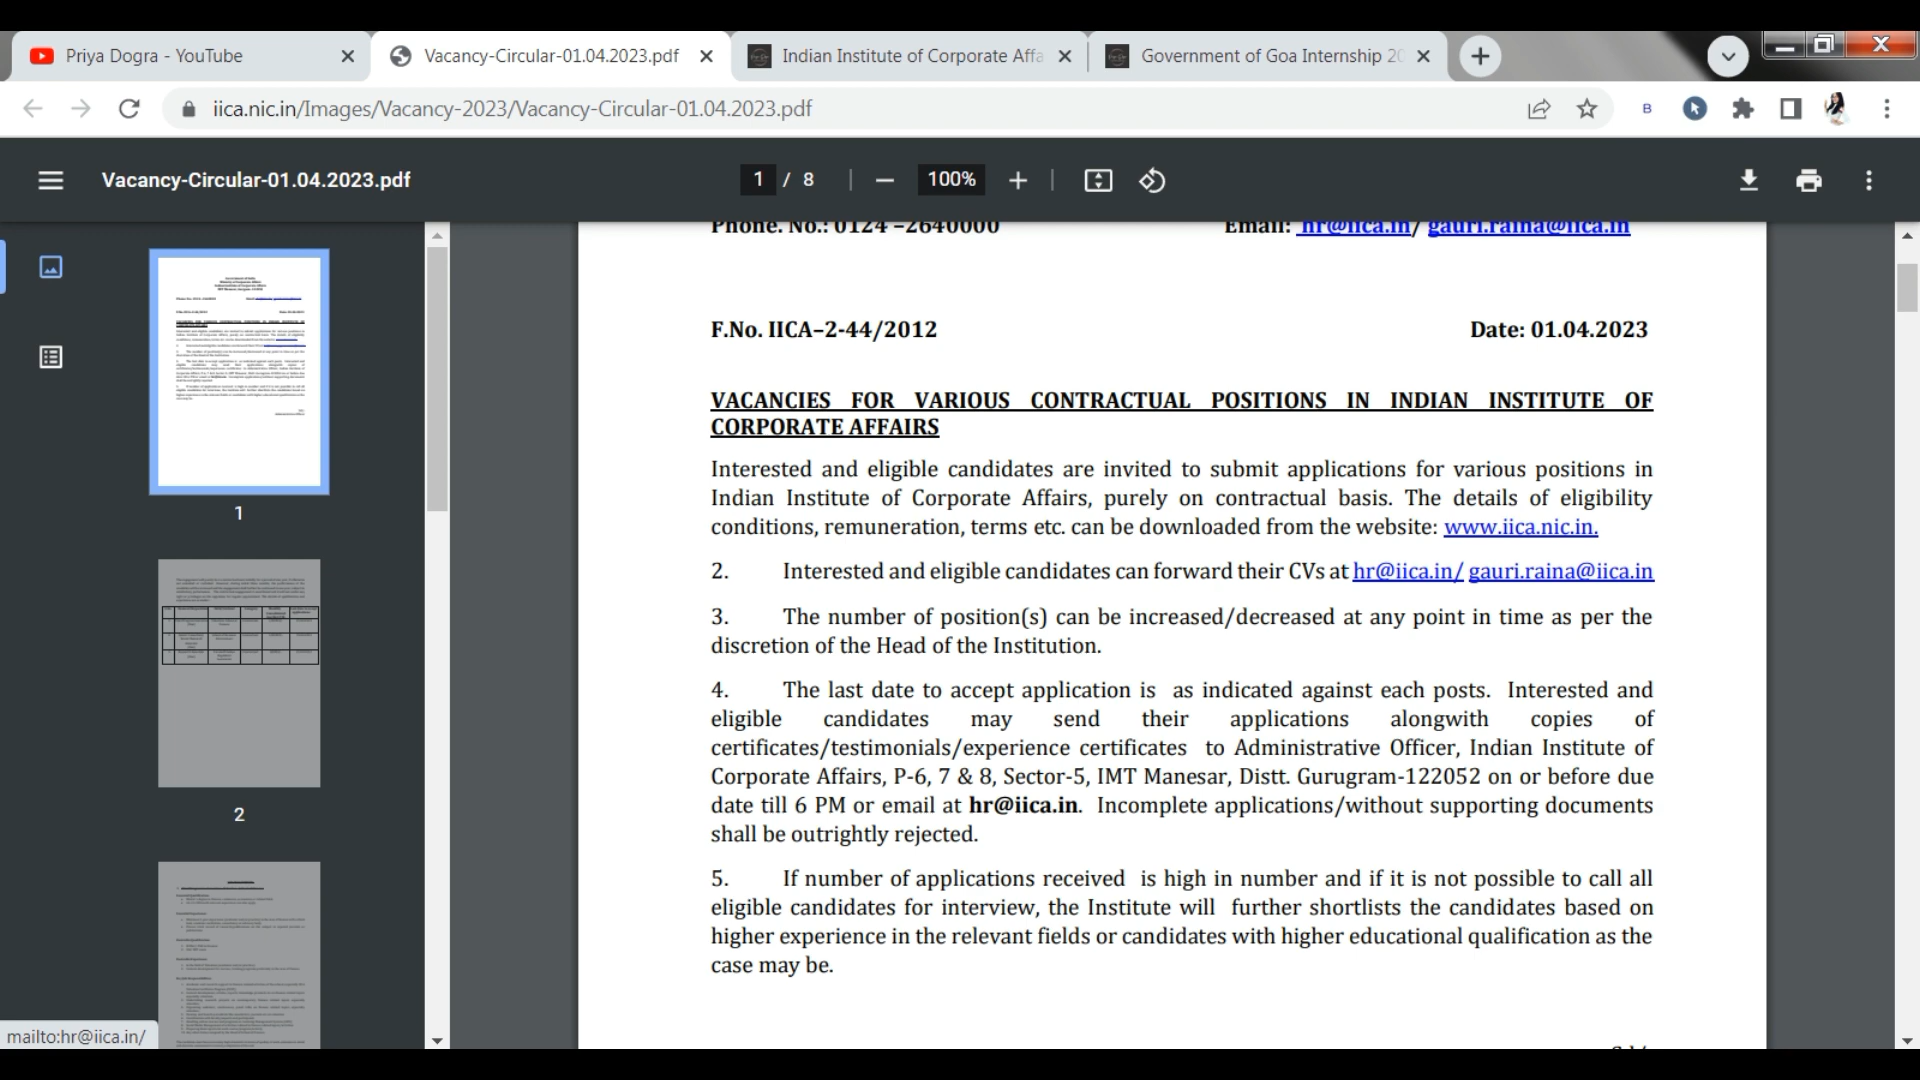 Priya Dogra - YouTube
Vacancy-Circular-01.04.2023.pdf
Indian Institute of Corporate Affa
Government of Goa Internship 20
iica.nic.in/Images/Vacancy-2023/Vacancy-Circular-01.04.2023.pdf
B
Vacancy-Circular-01.04.2023.pdf
1 / 8
100%
Phone. No.: 0124 –2640000 Email: hr@iica.in/ gauri.raina@iica.in
F.No. IICA–2-44/2012 Date: 01.04.2023
VACANCIES FOR VARIOUS CONTRACTUAL POSITIONS IN INDIAN INSTITUTE OF
CORPORATE AFFAIRS
Interested and eligible candidates are invited to submit applications for various positions in
Indian Institute of Corporate Affairs, purely on contractual basis. The details of eligibility
conditions, remuneration, terms etc. can be downloaded from the website: www.iica.nic.in.
2. Interested and eligible candidates can forward their CVs at hr@iica.in/ gauri.raina@iica.in
3. The number of position(s) can be increased/decreased at any point in time as per the
discretion of the Head of the Institution.
4. The last date to accept application is as indicated against each posts. Interested and
eligible candidates may send their applications alongwith copies of
certificates/testimonials/experience certificates to Administrative Officer, Indian Institute of
Corporate Affairs, P-6, 7 & 8, Sector-5, IMT Manesar, Distt. Gurugram-122052 on or before due
date till 6 PM or email at hr@iica.in. Incomplete applications/without supporting documents
shall be outrightly rejected.
5. If number of applications received is high in number and if it is not possible to call all
eligible candidates for interview, the Institute will further shortlists the candidates based on
higher experience in the relevant fields or candidates with higher educational qualification as the
case may be.
1
2
mailto:hr@iica.in/